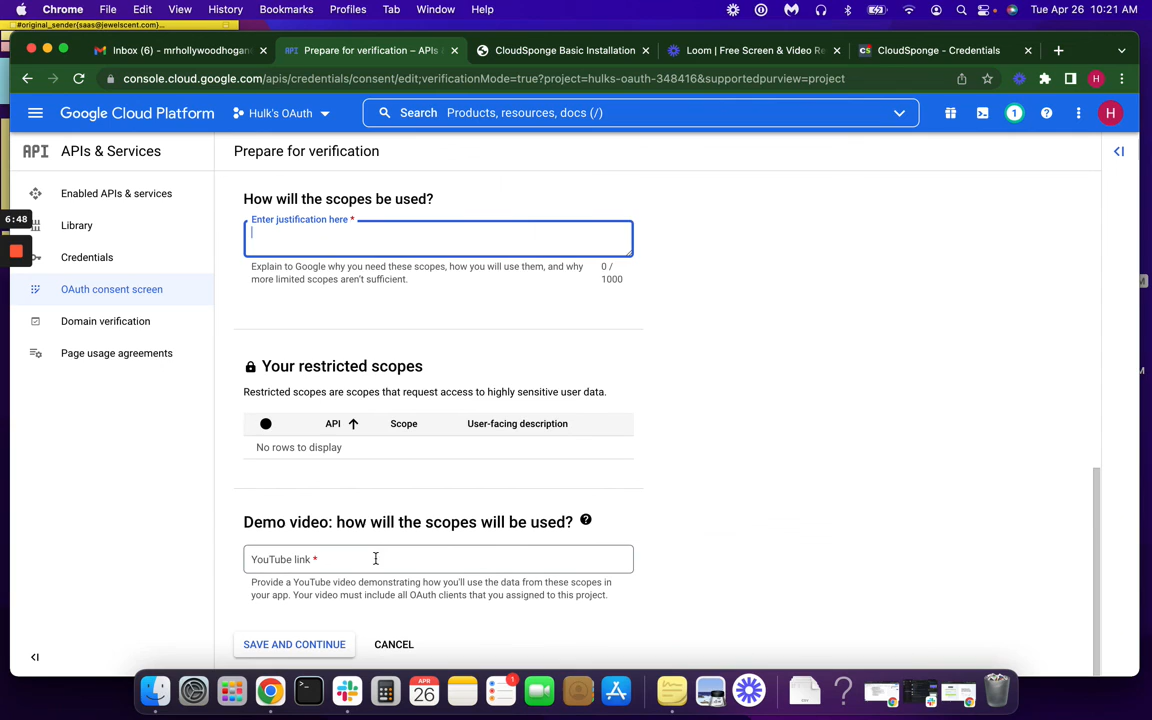 Chrome File Edit View History Bookmarks Profiles Tab Window Help
Tue Apr 26 10:21 AM
#original_sender{saas@jewelscent.com}...
Inbox (6) - mrhollywoodhogan
Prepare for verification – APIs
CloudSponge Basic Installation
Loom | Free Screen & Video Re
CS CloudSponge - Credentials
console.cloud.google.com/apis/credentials/consent/edit;verificationMode=true?project=hulks-oauth-348416&supportedpurview=project
H
Google Cloud Platform
Hulk's OAuth
Search Products, resources, docs (/)
1
H
API APIs & Services
Prepare for verification
Enabled APIs & services
Library
Credentials
OAuth consent screen
Domain verification
Page usage agreements
6:48
How will the scopes be used?
Enter justification here *
Explain to Google why you need these scopes, how you will use them, and why
more limited scopes aren't sufficient.
0 /
1000
Your restricted scopes
Restricted scopes are scopes that request access to highly sensitive user data.
API Scope User-facing description
No rows to display
Demo video: how will the scopes will be used?
YouTube link *
Provide a YouTube video demonstrating how you'll use the data from these scopes in
your app. Your video must include all OAuth clients that you assigned to this project.
SAVE AND CONTINUE CANCEL
APR
26
1